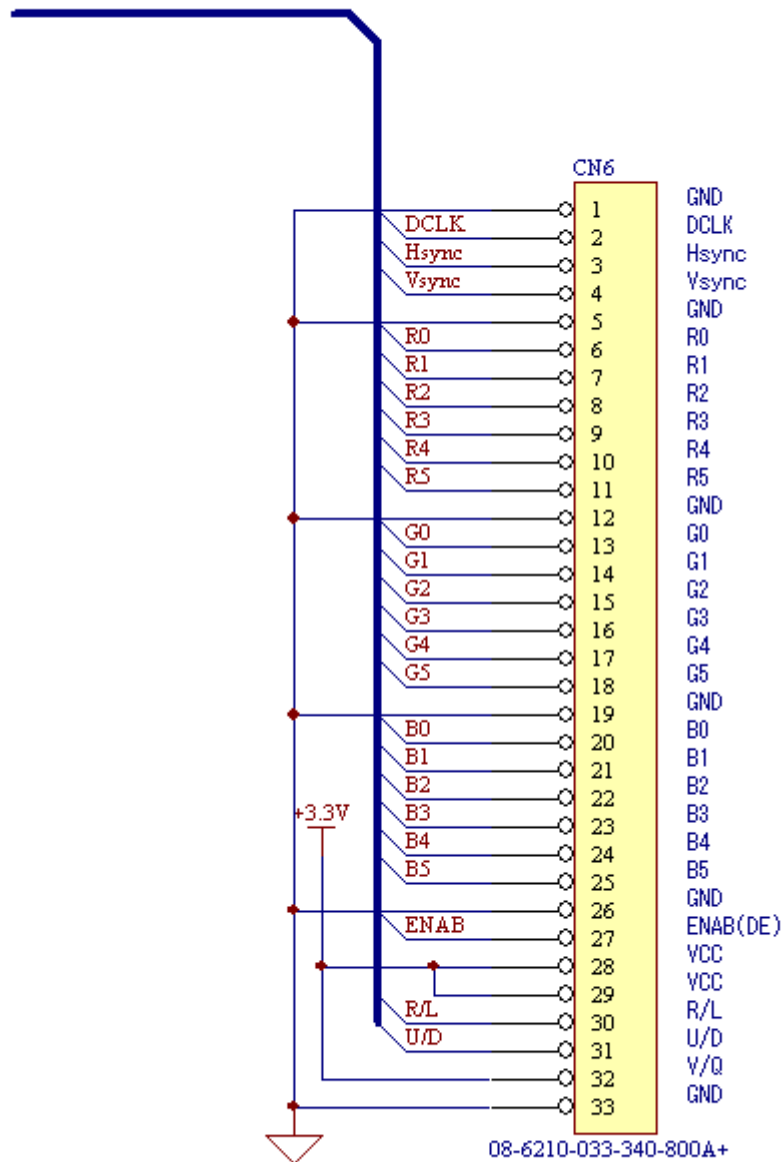 CN6
1 GND
DCLK 2 DCLK
Hsync 3 Hsync
Vsync 4 Vsync
5 GND
R0 6 R0
R1 7 R1
R2 8 R2
R3 9 R3
R4 10 R4
R5 11 R5
12 GND
G0 13 G0
G1 14 G1
G2 15 G2
G3 16 G3
G4 17 G4
G5 18 G5
19 GND
B0 20 B0
B1 21 B1
B2 22 B2
+3.3V
B3 23 B3
B4 24 B4
B5 25 B5
26 GND
ENAB 27 ENAB(DE)
28 VCC
29 VCC
R/L 30 R/L
U/D 31 U/D
32 V/Q
33 GND
08-6210-033-340-800A+